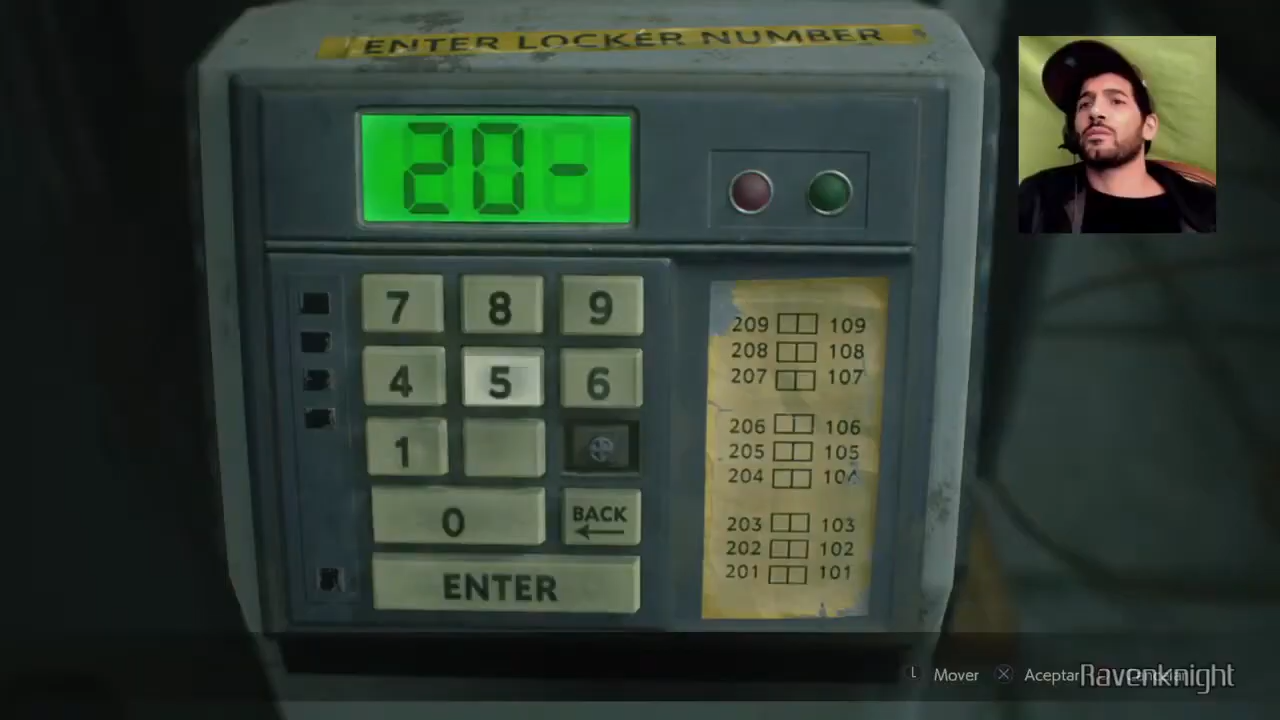 ENTER LOCKER NUMBER
20-
7 8 9
4 5 6
1
0 BACK
ENTER
209 109
208 108
207 107
206 106
205 105
204 104
203 103
202 102
201 101
L Mover Aceptar
Ravenknight